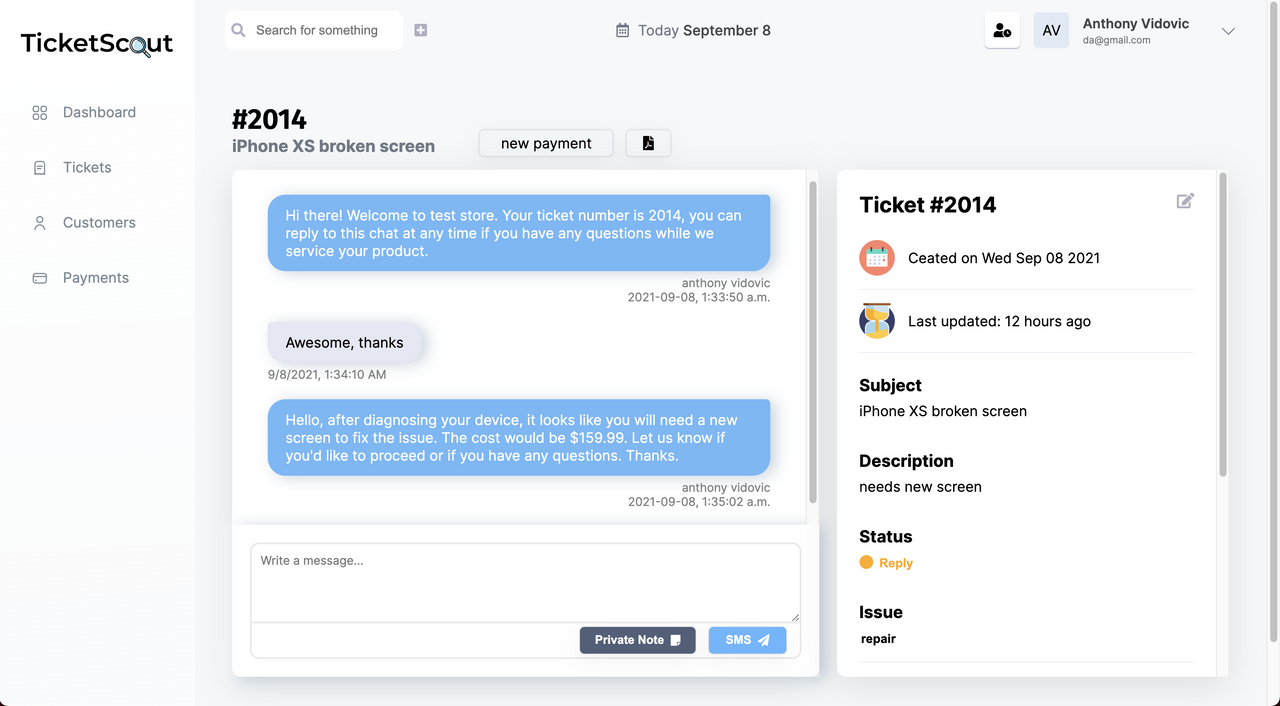 TicketScout
Search for something
Today September 8
AV
Anthony Vidovic
da@gmail.com
Dashboard
Tickets
Customers
Payments
#2014
iPhone XS broken screen
new payment
Hi there! Welcome to test store. Your ticket number is 2014, you can
reply to this chat at any time if you have any questions while we
service your product.
anthony vidovic
2021-09-08, 1:33:50 a.m.
Awesome, thanks
9/8/2021, 1:34:10 AM
Hello, after diagnosing your device, it looks like you will need a new
screen to fix the issue. The cost would be $159.99. Let us know if
you'd like to proceed or if you have any questions. Thanks.
anthony vidovic
2021-09-08, 1:35:02 a.m.
Write a message...
Private Note
SMS
Ticket #2014
Ceated on Wed Sep 08 2021
Last updated: 12 hours ago
Subject
iPhone XS broken screen
Description
needs new screen
Status
Reply
Issue
repair